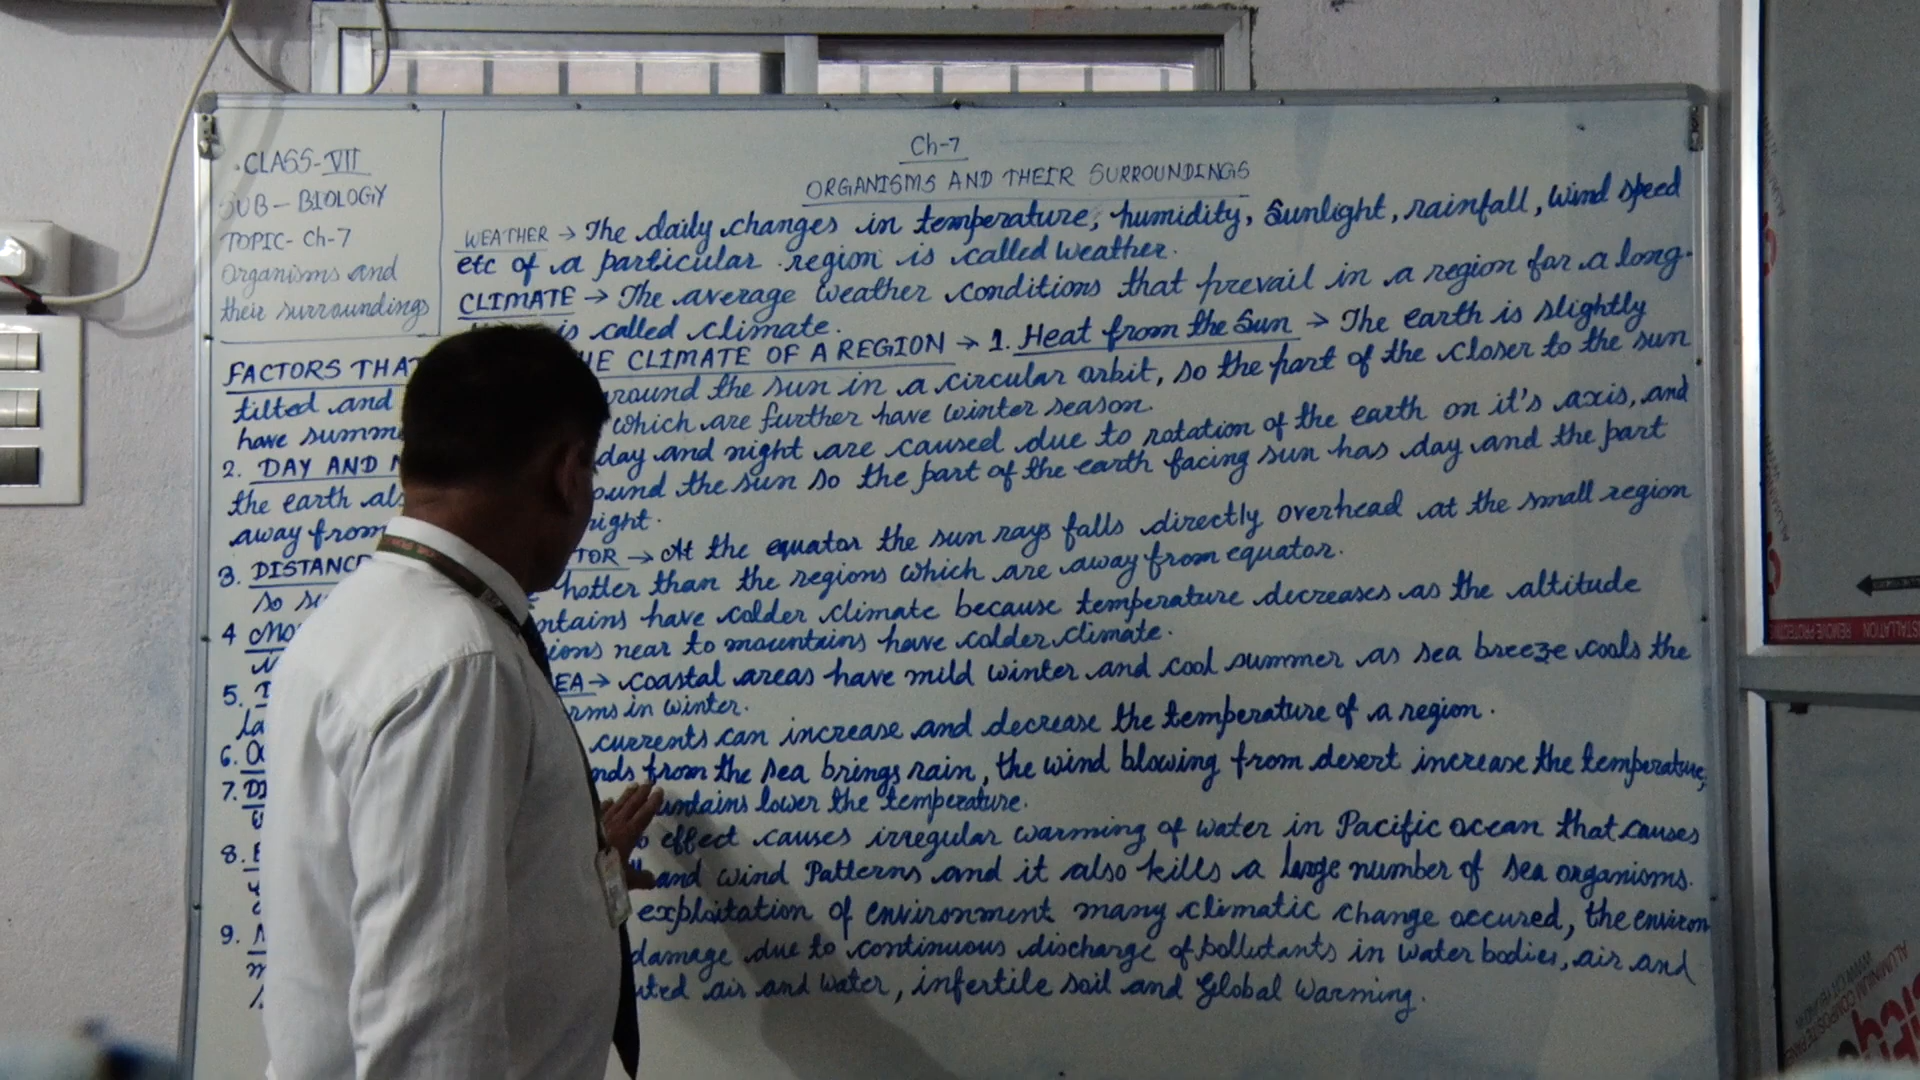 CLASS-VII
SUB-BIOLOGY
TOPIC- Ch-7
Organisms and
their surroundings
Ch-7
ORGANISMS AND THEIR SURROUNDINGS
WEATHER → The daily changes in temperature, humidity, Sunlight, rainfall, wind speed
etc of a particular region is called weather.
CLIMATE → The average weather conditions that prevail in a region for a long-
is called climate.
FACTORS THAT HE CLIMATE OF A REGION → 1. Heat from the Sun → The earth is slightly
tilted and round the sun in a circular orbit, so the part of the closer to the sun
have summe which are further have winter season.
2. DAY AND N day and night are caused due to rotation of the earth on it's axis, and
the earth als ound the sun so the part of the earth facing sun has day and the part
away from night.
3. DISTANCE TOR → At the equator the sun rays falls directly overhead at the small region
so su hotter than the regions which are away from equator.
4 Mo ntains have colder climate because temperature decreases as the altitude
ions near to mountains have colder climate.
5. EA → coastal areas have mild winter and cool summer as sea breeze cools the
la rms in winter.
6. OC currents can increase and decrease the temperature of a region.
7. DI nds from the sea brings rain, the wind blowing from desert increase the temperature,
untains lower the temperature.
8. E effect causes irregular warming of water in Pacific ocean that causes
and wind Patterns and it also kills a large number of sea organisms.
9. exploitation of environment many climatic change occured, the environ
m damage due to continuous discharge of pollutants in water bodies, air and
uted air and water, infertile soil and Global Warming.